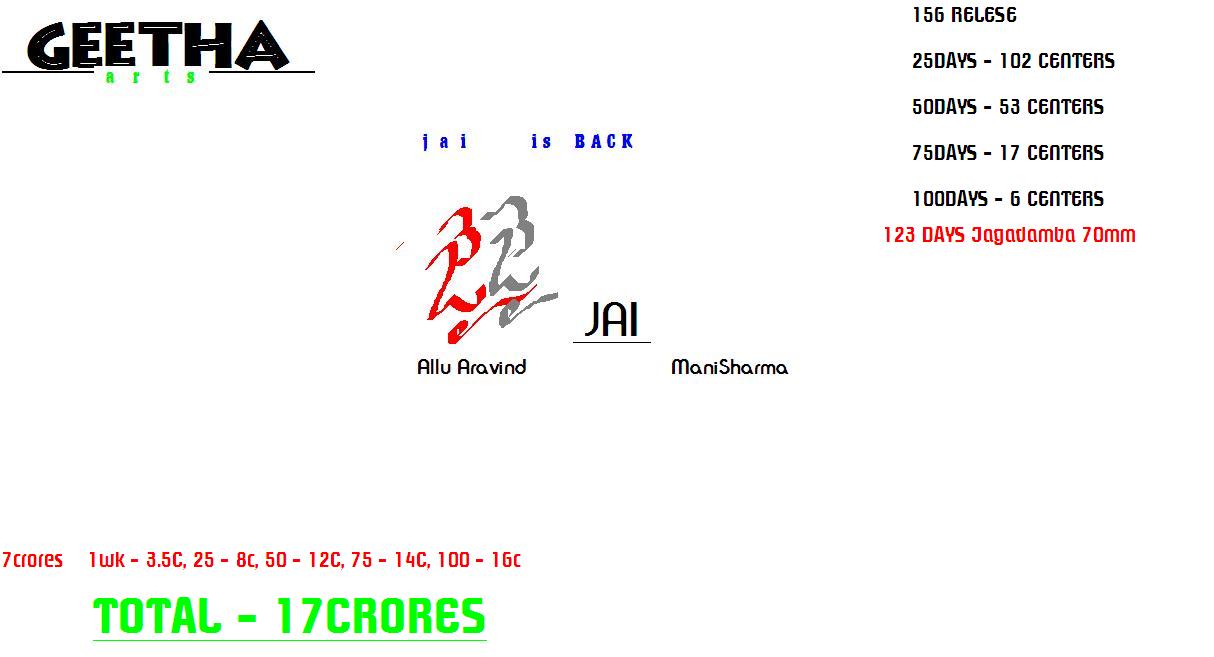 GEETHA
arts
156 RELESE
25DAYS - 102 CENTERS
50DAYS - 53 CENTERS
75DAYS - 17 CENTERS
100DAYS - 6 CENTERS
123 DAYS Jagadamba 70mm
jai is BACK
JAI
Allu Aravind ManiSharma
7crores 1wk - 3.5C, 25 - 8c, 50 - 12C, 75 - 14C, 100 - 16c
TOTAL - 17CRORES